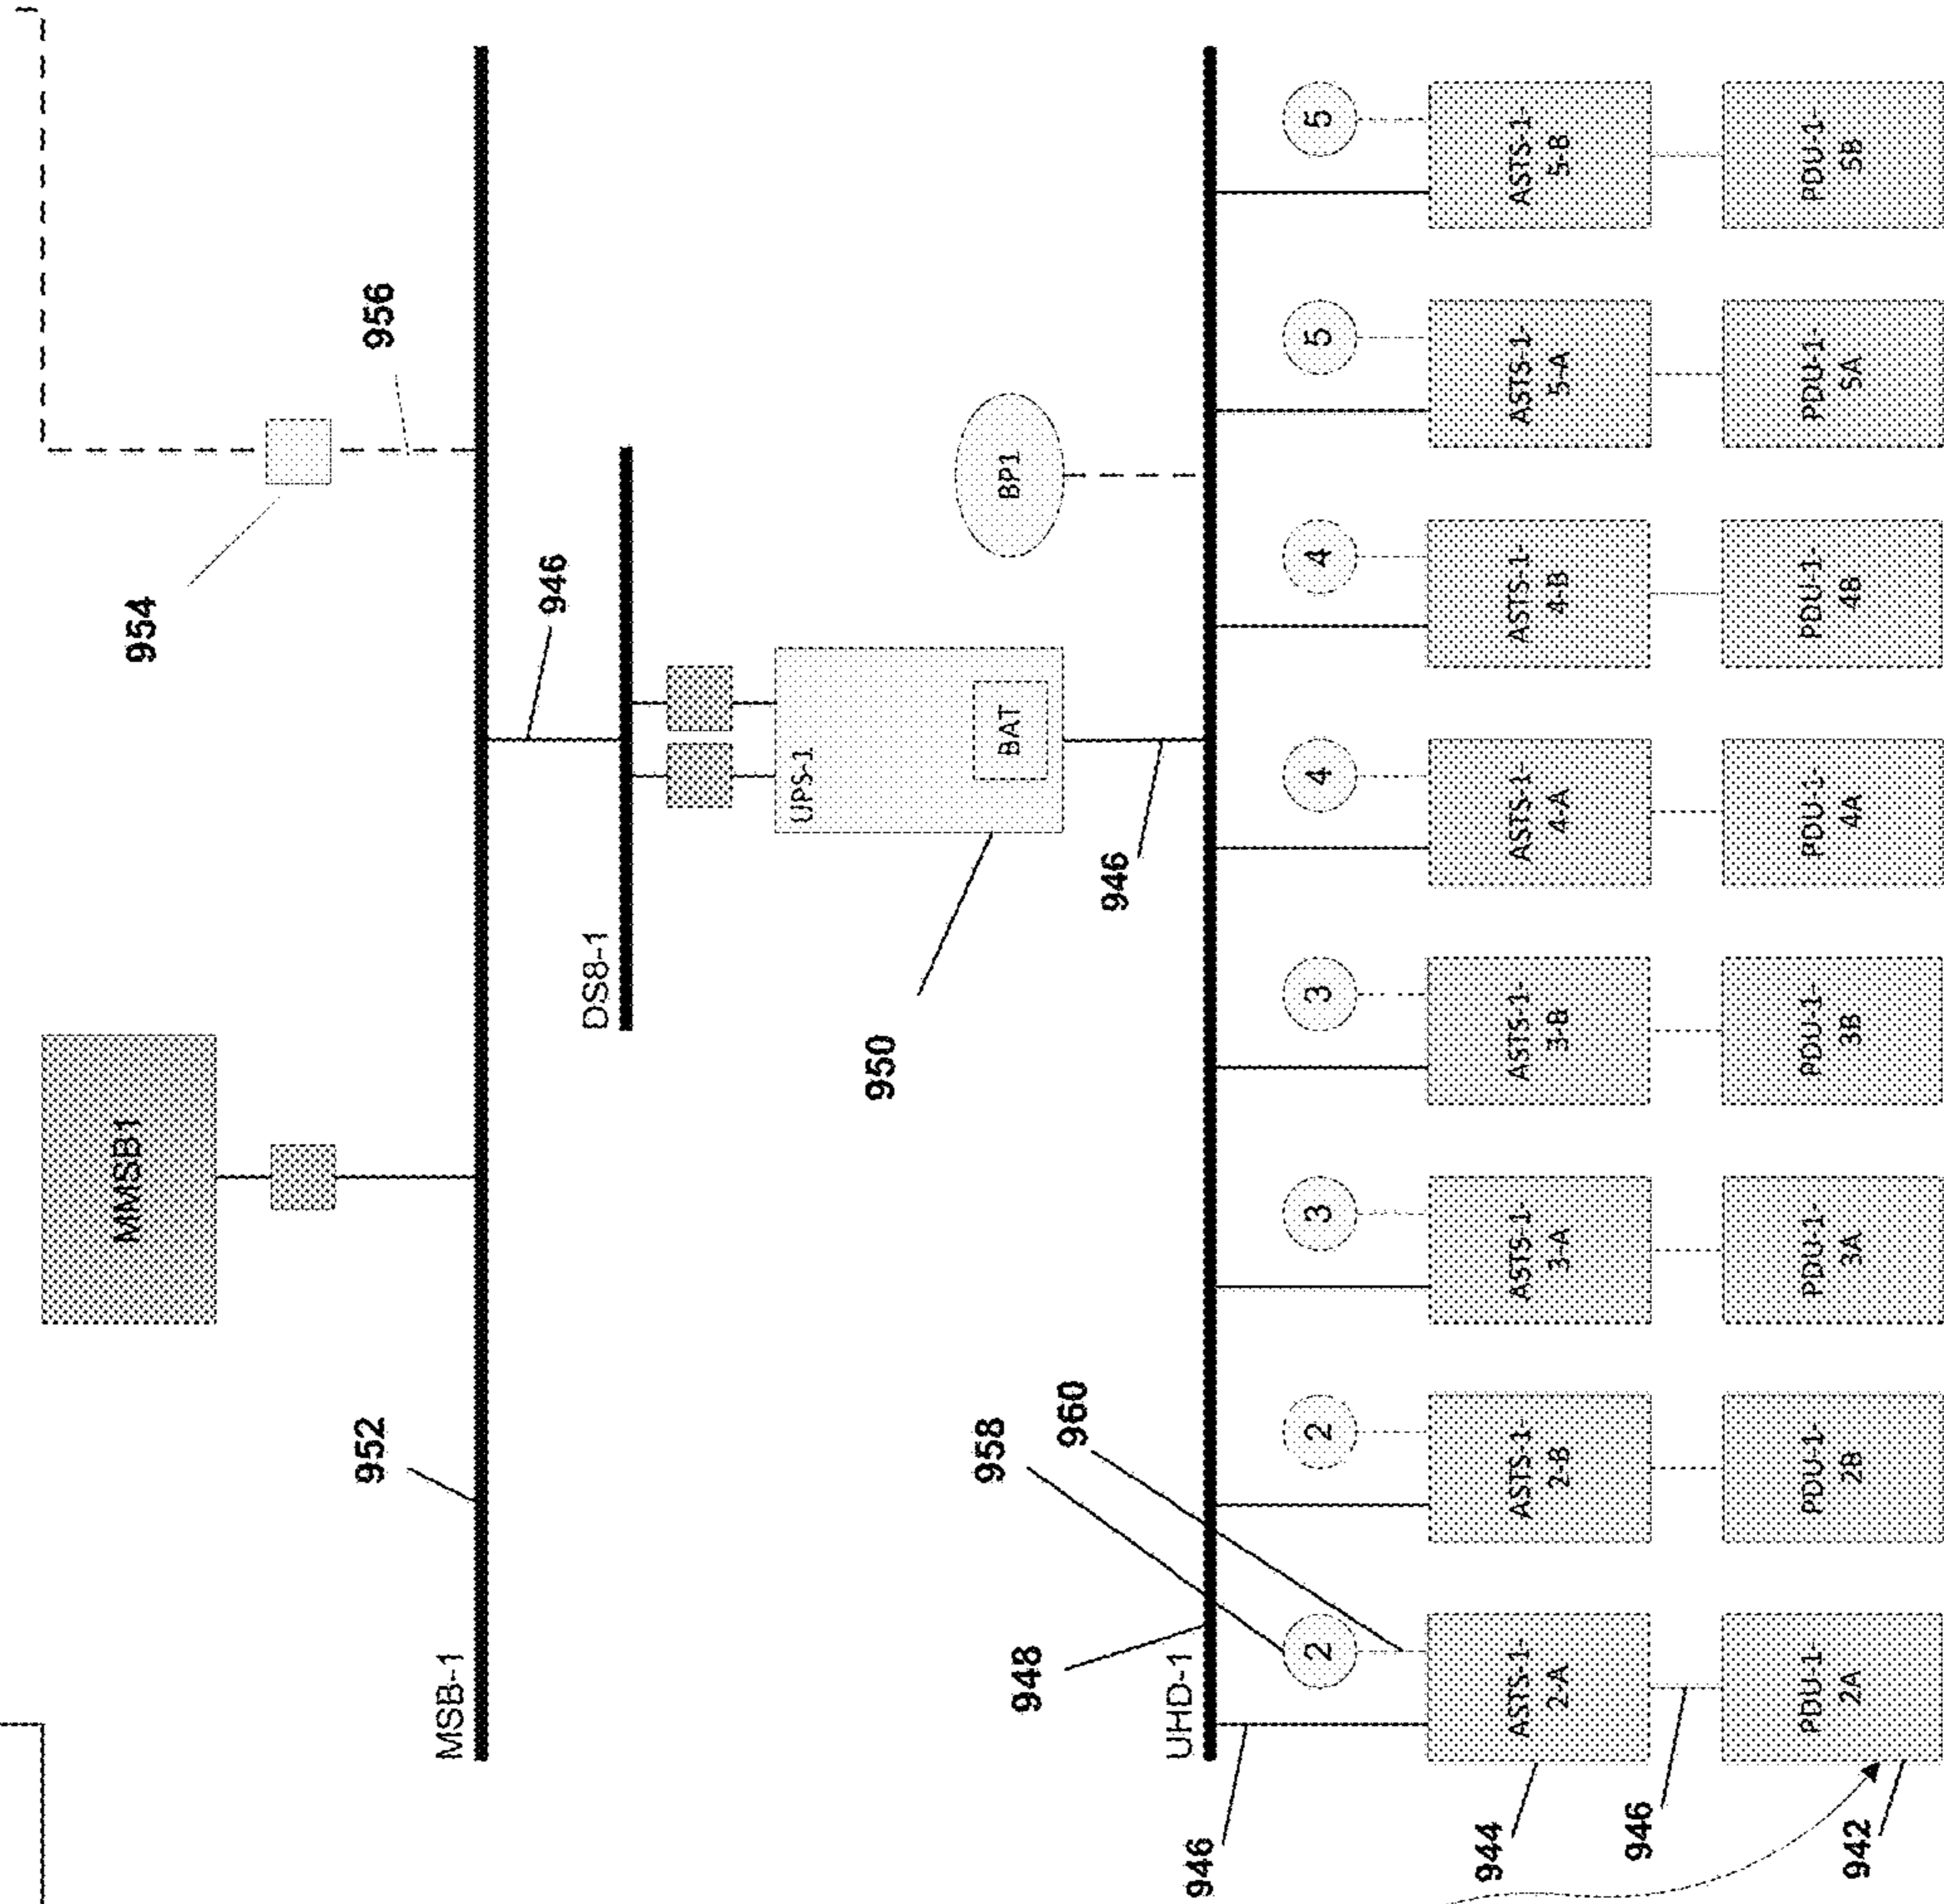 MMSB1
954
956
952
MSB-1
946
DS8-1
UPS-1
BAT
950
946
BP1
958
960
948
UHD-1
2
2
3
3
4
4
5
5
946
944
ASTS-1-
2-A
ASTS-1-
2-B
ASTS-1-
3-A
ASTS-1-
3-B
ASTS-1-
4-A
ASTS-1-
4-B
ASTS-1-
5-A
ASTS-1-
5-B
946
942
PDU-1-
2A
PDU-1-
2B
PDU-1-
3A
PDU-1-
3B
PDU-1-
4A
PDU-1-
4B
PDU-1-
5A
PDU-1-
5B